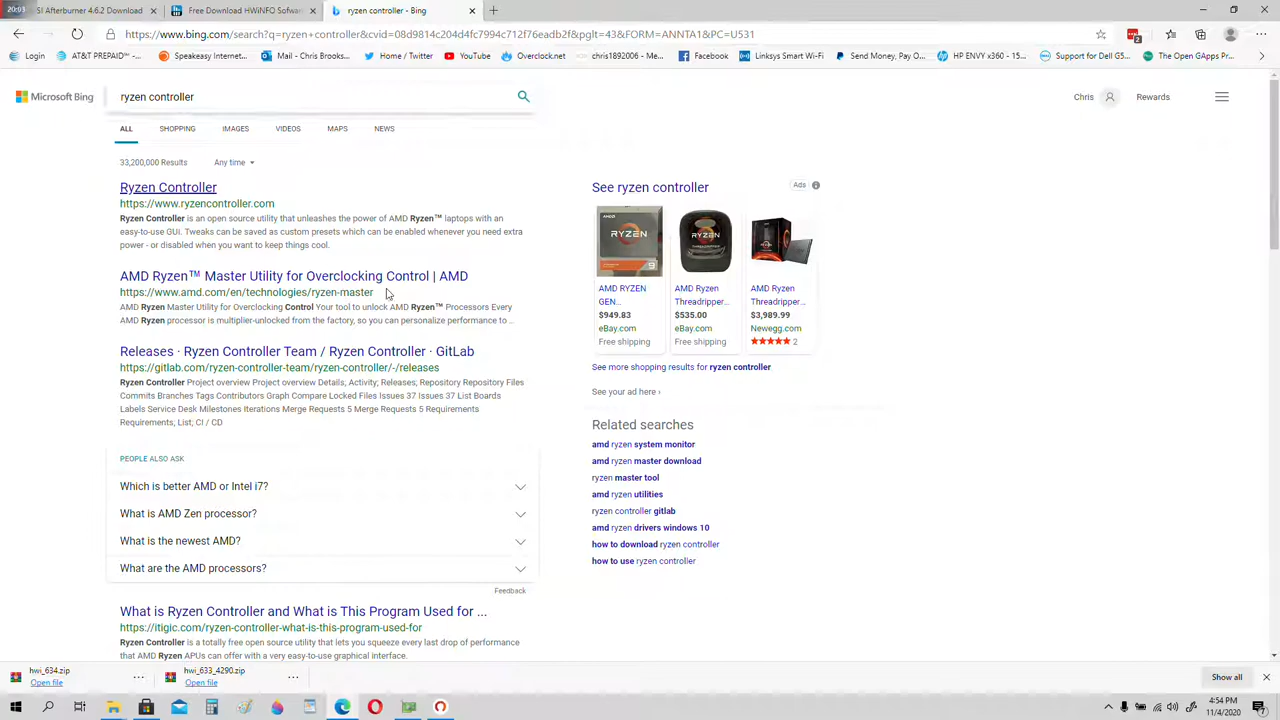 20:03
SI Afterburner 4.6.2 Download
Free Download HWiNFO Sofwar
ryzen controller - Bing
https://www.bing.com/search?q=ryzen+controller&cvid=08d9814c204d4fc7994c712f76eadb2f&pglt=43&FORM=ANNTA1&PC=U531
2
Login
AT&T PREPAID™-...
Speakeasy Internet...
Mail - Chris Brooks...
Home / Twitter
YouTube
Overclock.net
chris1892006 - Me...
Facebook
Linksys Smart Wi-Fi
Send Money, Pay O...
HP ENVY x360 - 15...
Support for Dell G5...
The Open GApps Pr...
Microsoft Bing
ryzen controller
Chris
Rewards
ALL
SHOPPING
IMAGES
VIDEOS
MAPS
NEWS
33,200,000 Results
Any time
Ryzen Controller
https://www.ryzencontroller.com
Ryzen Controller is an open source utility that unleashes the power of AMD Ryzen™ laptops with an
easy-to-use GUi. Tweaks can be saved as custom presets which can be enabled whenever you need extra
power - or disabled when you want to keep things cool.
AMD Ryzen™ Master Utility for Overclocking Control | AMD
https://www.amd.com/en/technologies/ryzen-master
AMD Ryzen Master Utility for Overclocking Control Your tool to unlock AMD Ryzen™ Processors Every
AMD Ryzen processor is multiplier-unlocked from the factory, so you can personalize performance to ...
Releases · Ryzen Controller Team / Ryzen Controller · GitLab
https://gitlab.com/ryzen-controller-team/ryzen-controller/-/releases
Ryzen Controller Project overview Project overview Details; Activity; Releases; Repository Repository Files
Commits Branches Tags Contributors Graph Compare Locked Files Issues 37 Issues 37 List Boards
Labels Service Desk Milestones Iterations Merge Requests 5 Merge Requests 5 Requirements
Requirements, List; CI / CD
PEOPLE ALSO ASK
Which is better AMD or Intel i7?
What is AMD Zen processor?
What is the newest AMD?
What are the AMD processors?
Feedback
What is Ryzen Controller and What is This Program Used for ...
https://itigic.com/ryzen-controller-what-is-this-program-used-for
Ryzen Controller is a totally free open source utility that lets you squeeze every last drop of performance
that AMD Ryzen APUs can offer with a very easy-to-use graphical interface.
See ryzen controller
Ads
RYZEN
RYZEN
AMD RYZEN
GEN...
$949.83
eBay.com
Free shipping
AMD Ryzen
Threadripper...
$535.00
eBay.com
Free shipping
AMD Ryzen
Threadripper...
$3,989.99
Newegg.com
2
See more shopping results for ryzen controller
See your ad here ›
Related searches
amd ryzen system monitor
amd ryzen master download
ryzen master tool
amd ryzen utilities
ryzen controller gitlab
amd ryzen drivers windows 10
how to download ryzen controller
how to use ryzen controller
hwi_634.zip
Open file
hwi_633_4290.zip
Open file
Show all
4:54 PM
11/4/2020